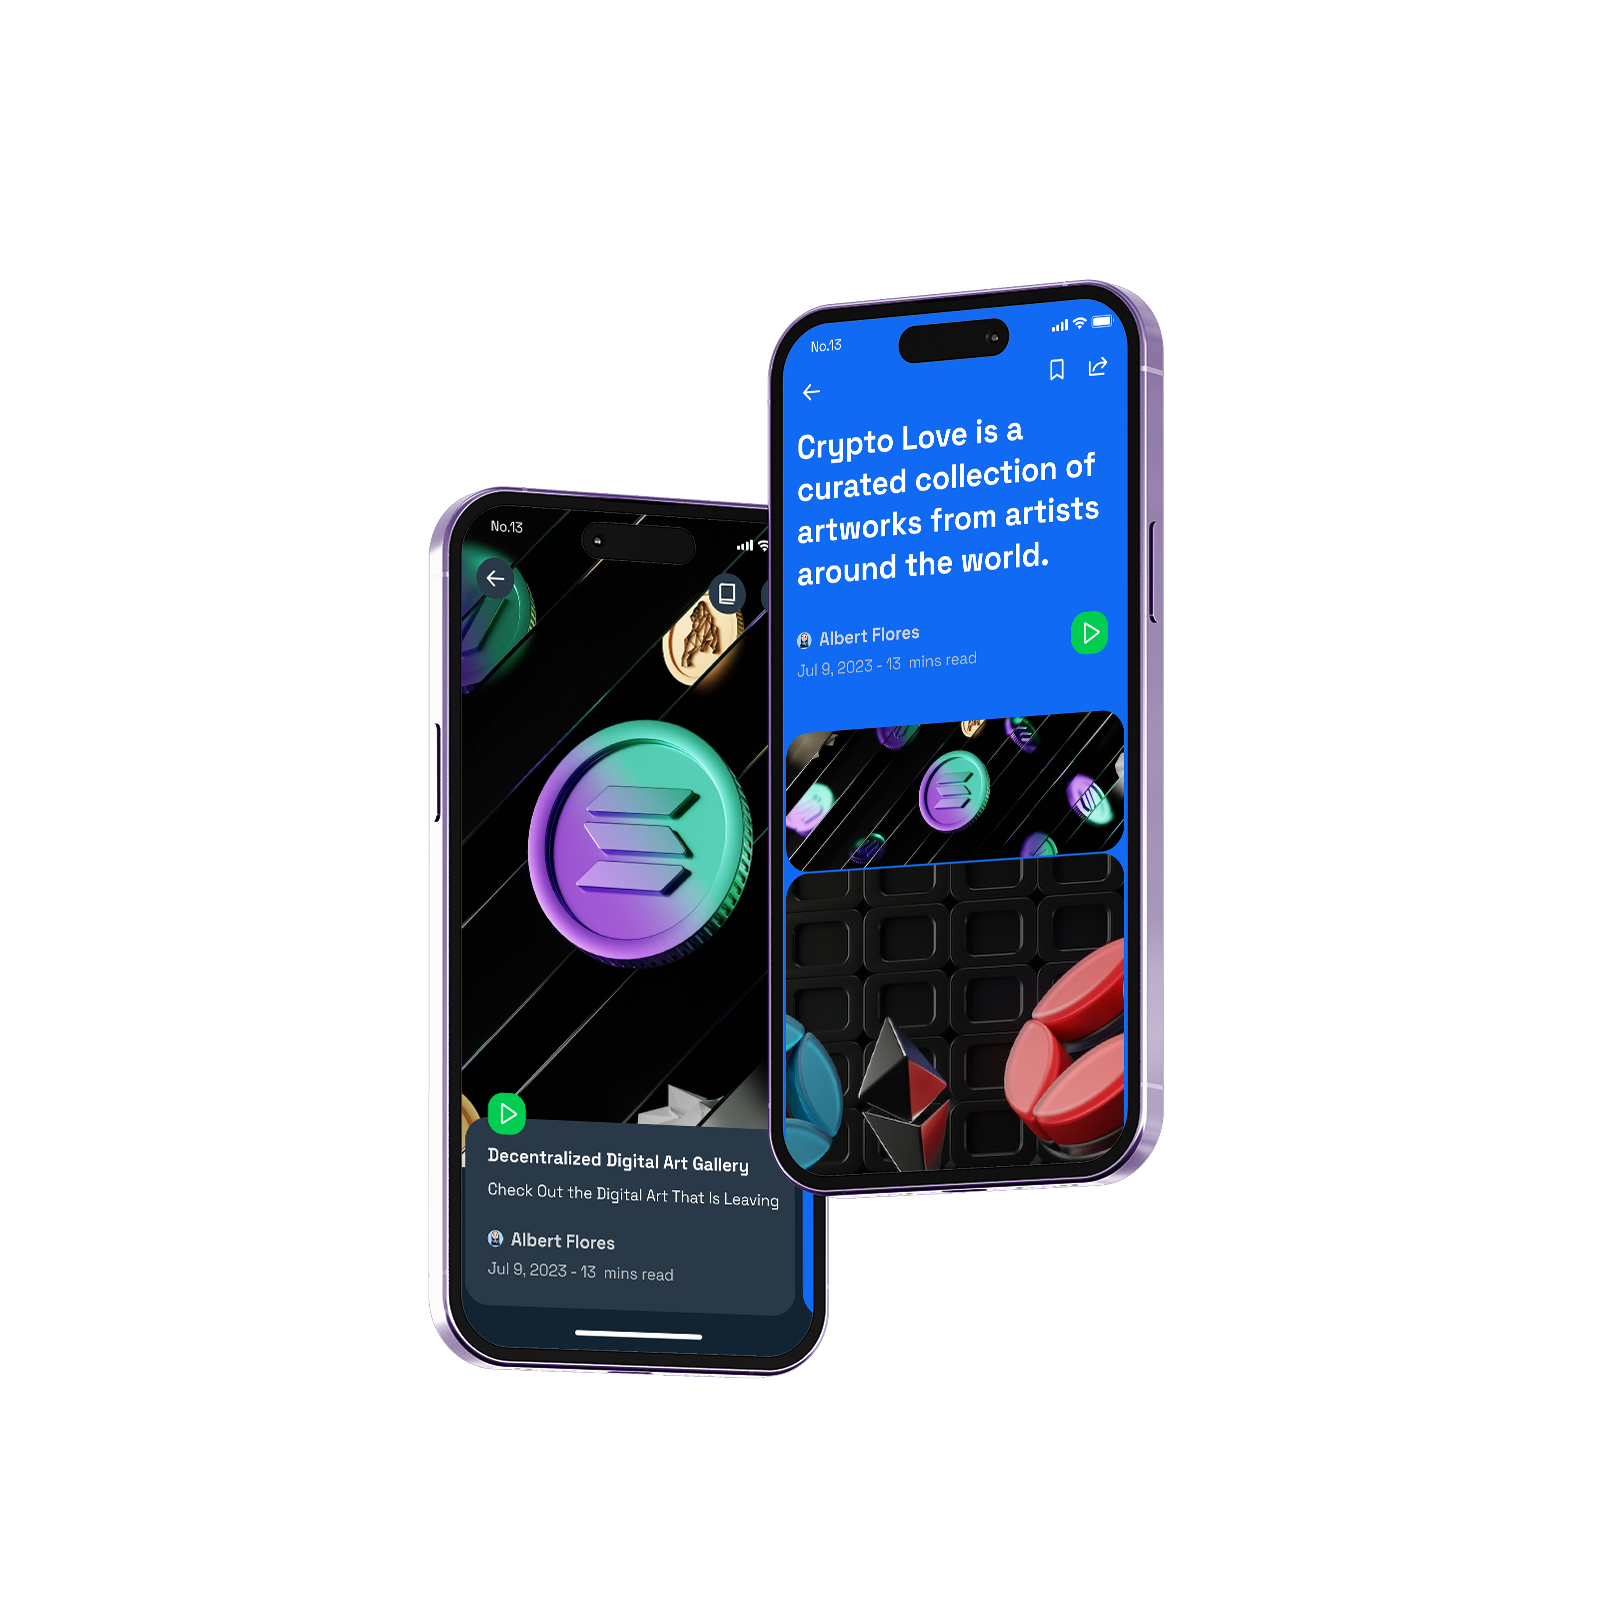 No.13
Crypto Love is a
curated collection of
artworks from artists
around the world.
Albert Flores
Jul 9, 2023 - 13 mins read
No.13
Decentralized Digital Art Gallery
Check Out the Digital Art That Is Leaving
Albert Flores
Jul 9, 2023 - 13 mins read